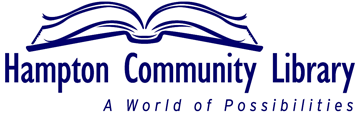 Hampton Community Library
A World of Possibilities